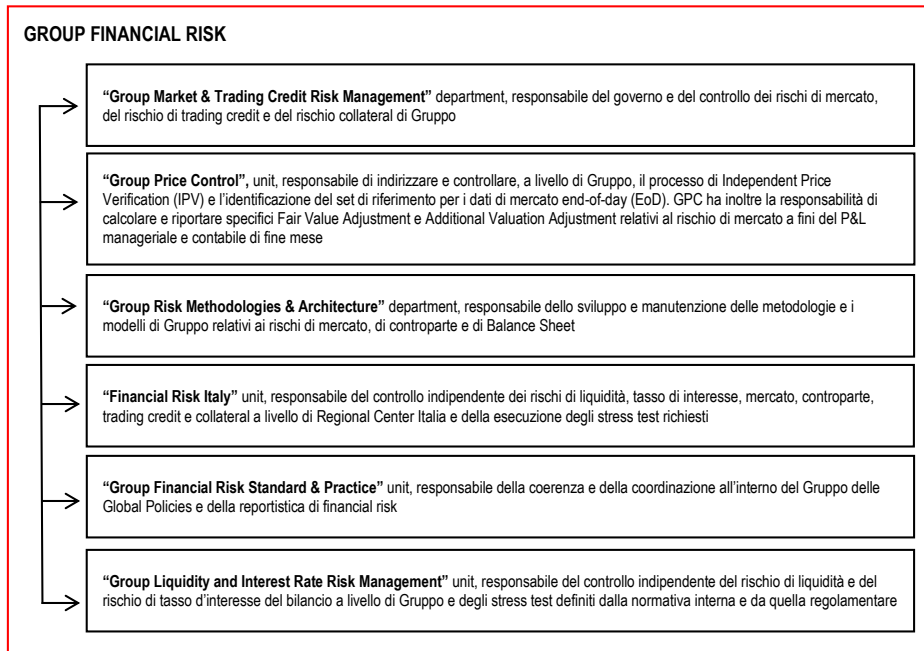 GROUP FINANCIAL RISK
“Group Market & Trading Credit Risk Management” department, responsabile del governo e del controllo dei rischi di mercato,
del rischio di trading credit e del rischio collateral di Gruppo
“Group Price Control”, unit, responsabile di indirizzare e controllare, a livello di Gruppo, il processo di Independent Price
Verification (IPV) e l’identificazione del set di riferimento per i dati di mercato end-of-day (EoD). GPC ha inoltre la responsabilità di
calcolare e riportare specifici Fair Value Adjustment e Additional Valuation Adjustment relativi al rischio di mercato a fini del P&L
manageriale e contabile di fine mese
“Group Risk Methodologies & Architecture” department, responsabile dello sviluppo e manutenzione delle metodologie e i
modelli di Gruppo relativi ai rischi di mercato, di controparte e di Balance Sheet
“Financial Risk Italy” unit, responsabile del controllo indipendente dei rischi di liquidità, tasso di interesse, mercato, controparte,
trading credit e collateral a livello di Regional Center Italia e della esecuzione degli stress test richiesti
“Group Financial Risk Standard & Practice” unit, responsabile della coerenza e della coordinazione all’interno del Gruppo delle
Global Policies e della reportistica di financial risk
“Group Liquidity and Interest Rate Risk Management” unit, responsabile del controllo indipendente del rischio di liquidità e del
rischio di tasso d’interesse del bilancio a livello di Gruppo e degli stress test definiti dalla normativa interna e da quella regolamentare